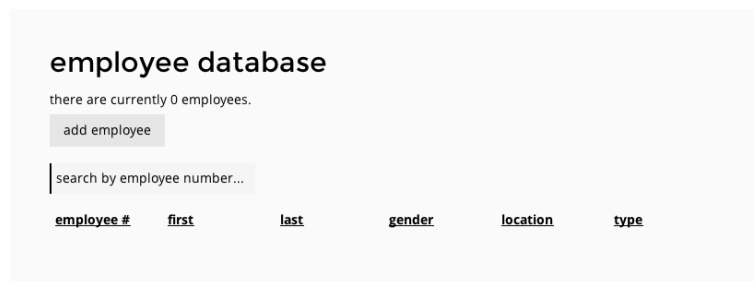 employee database
there are currently 0 employees.
add employee
search by employee number...
employee # first last gender location type